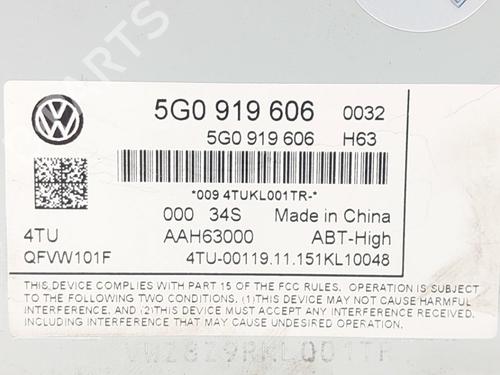 PARTS
5G0 919 606 0032
5G0 919 606 H63
*009 4TUKL001TR-*
000 34S Made in China
4TU AAH63000 ABT-High
QFVW101F 4TU-00119.11.151KL10048
THIS DEVICE COMPLIES WITH PART 15 OF THE FCC RULES. OPERATION IS SUBJECT
TO THE FOLLOWING TWO CONDITIONS, (1)THIS DEVICE MAY NOT CAUSE HARMFUL
INTERFERENCE. AND -(2)THIS DEVICE MUST ACCEPT ANY INTERFERENCE
RECEIVED, INCLUDING INTERFERENCE THAT MAY CAUSE UNDESIRED OPERATION.